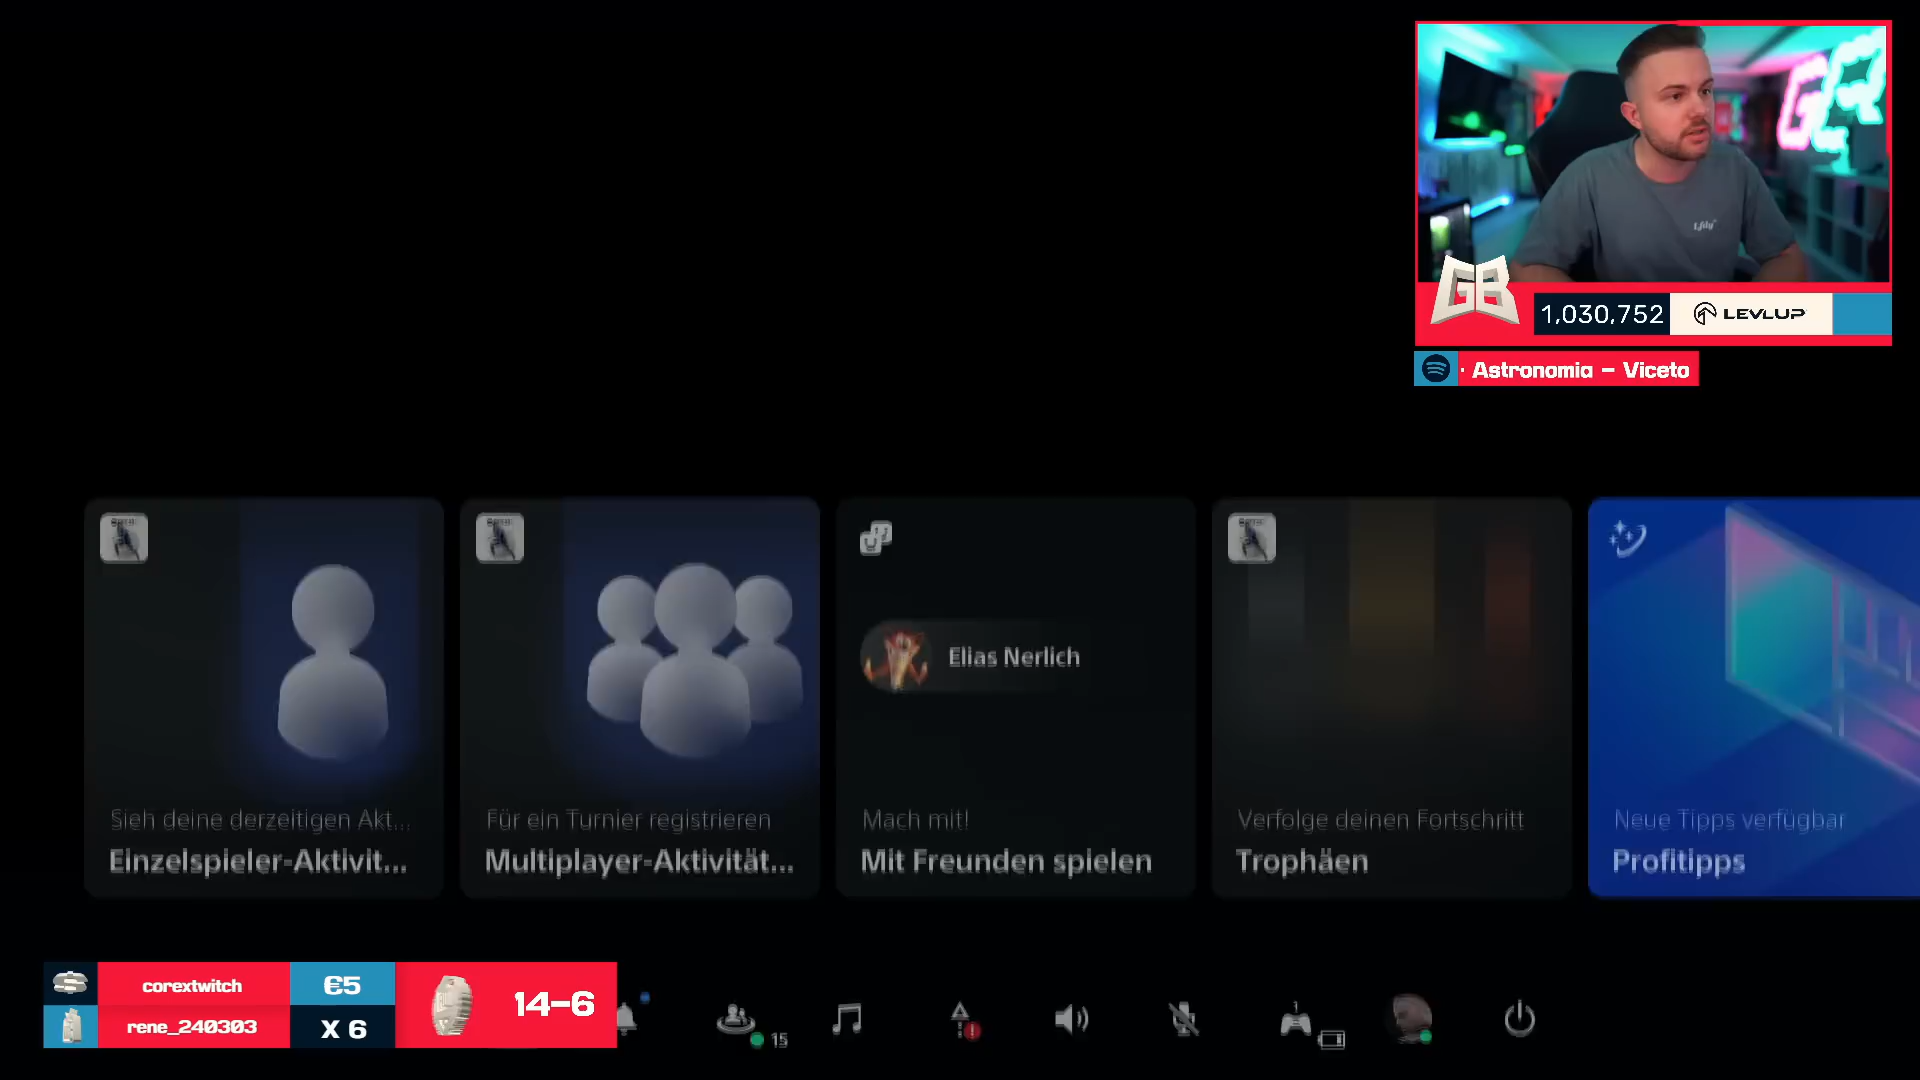 GB
1,030,752
LEVLUP
· Astronomia – Viceto
Sieh deine derzeitigen Akt...
Einzelspieler-Aktivit...
Für ein Turnier registrieren
Multiplayer-Aktivität...
Elias Nerlich
Mach mit!
Mit Freunden spielen
Verfolge deinen Fortschritt
Trophäen
Neue Tipps verfügbar
Profitipps
corextwitch
€5
rene_240303
X 6
14–6
15